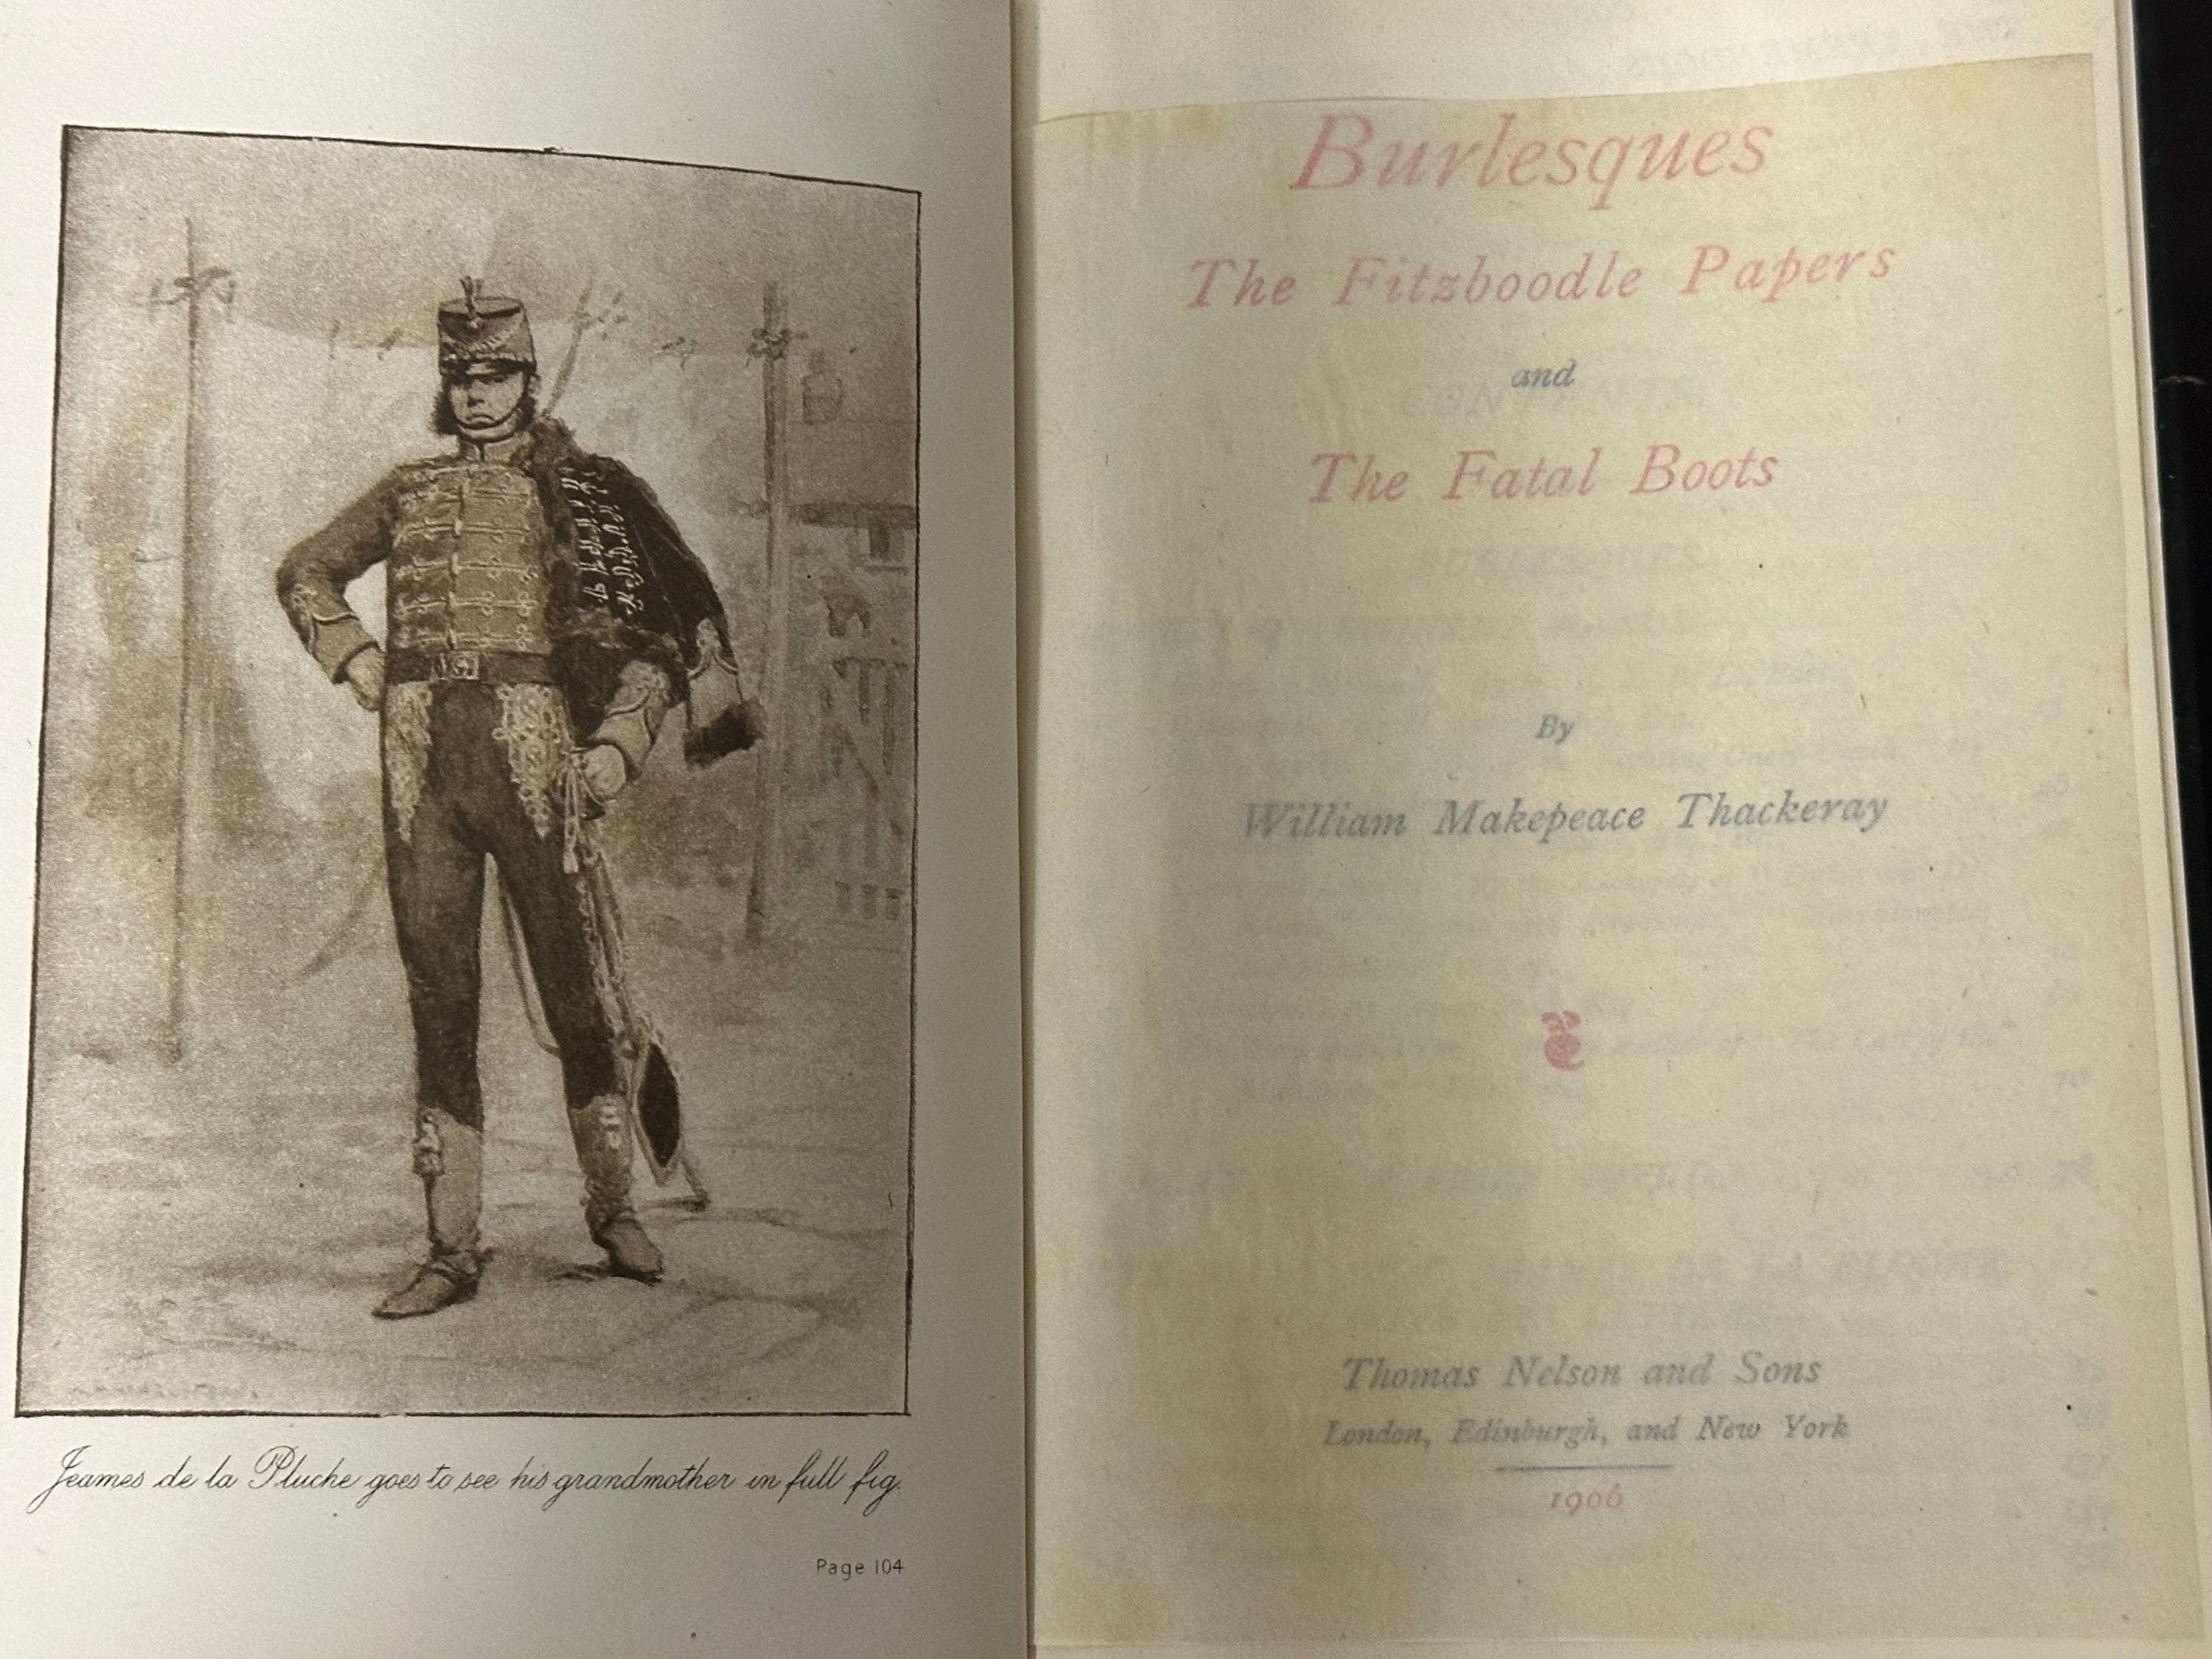 Jeames de la Pluche goes to see his grandmother in full fig.
Page 104
Burlesques
The Fitzboodle Papers
and
The Fatal Boots
By
William Makepeace Thackeray
Thomas Nelson and Sons
London, Edinburgh, and New York
1906